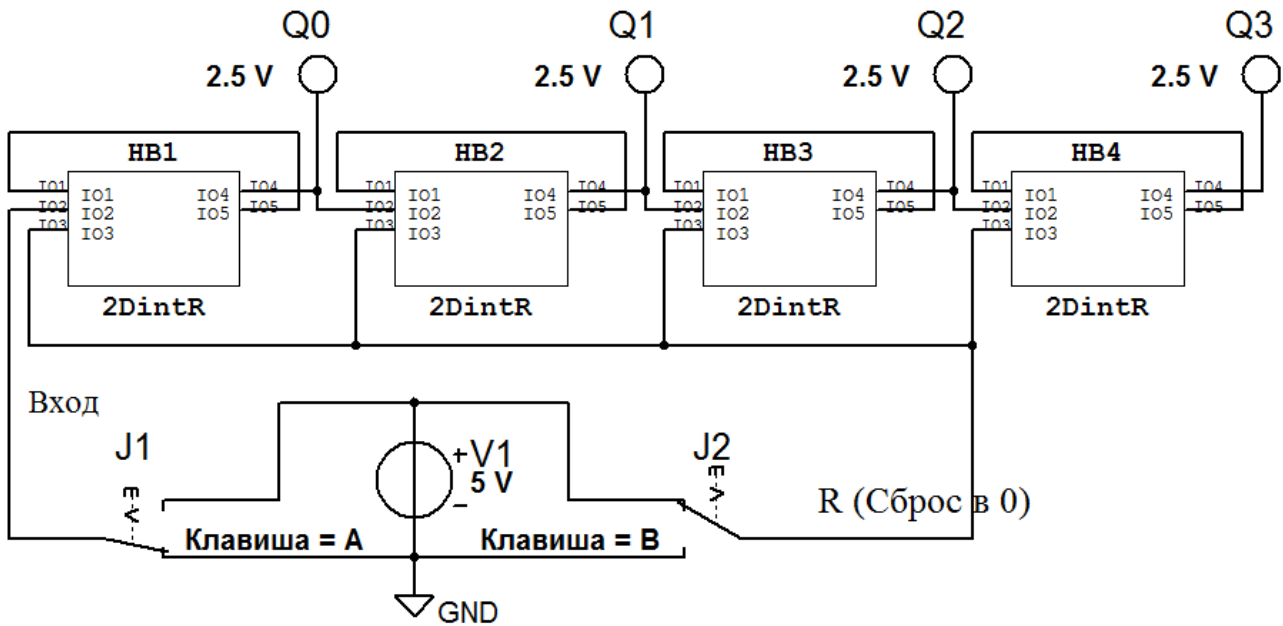 Q0 Q1 Q2 Q3
2.5 V 2.5 V 2.5 V 2.5 V
HB1 HB2 HB3 HB4
IO1 IO1 IO4 IO4 IO1 IO1 IO4 IO4 IO1 IO1 IO4 IO4 IO1 IO1 IO4 IO4
IO2 IO2 IO5 IO5 IO2 IO2 IO5 IO5 IO2 IO2 IO5 IO5 IO2 IO2 IO5 IO5
IO3 IO3 IO3 IO3 IO3 IO3 IO3 IO3
2DintR 2DintR 2DintR 2DintR
Вход
J1 + V1 J2
5 V
− R (Сброс в 0)
Клавиша = A Клавиша = B
GND